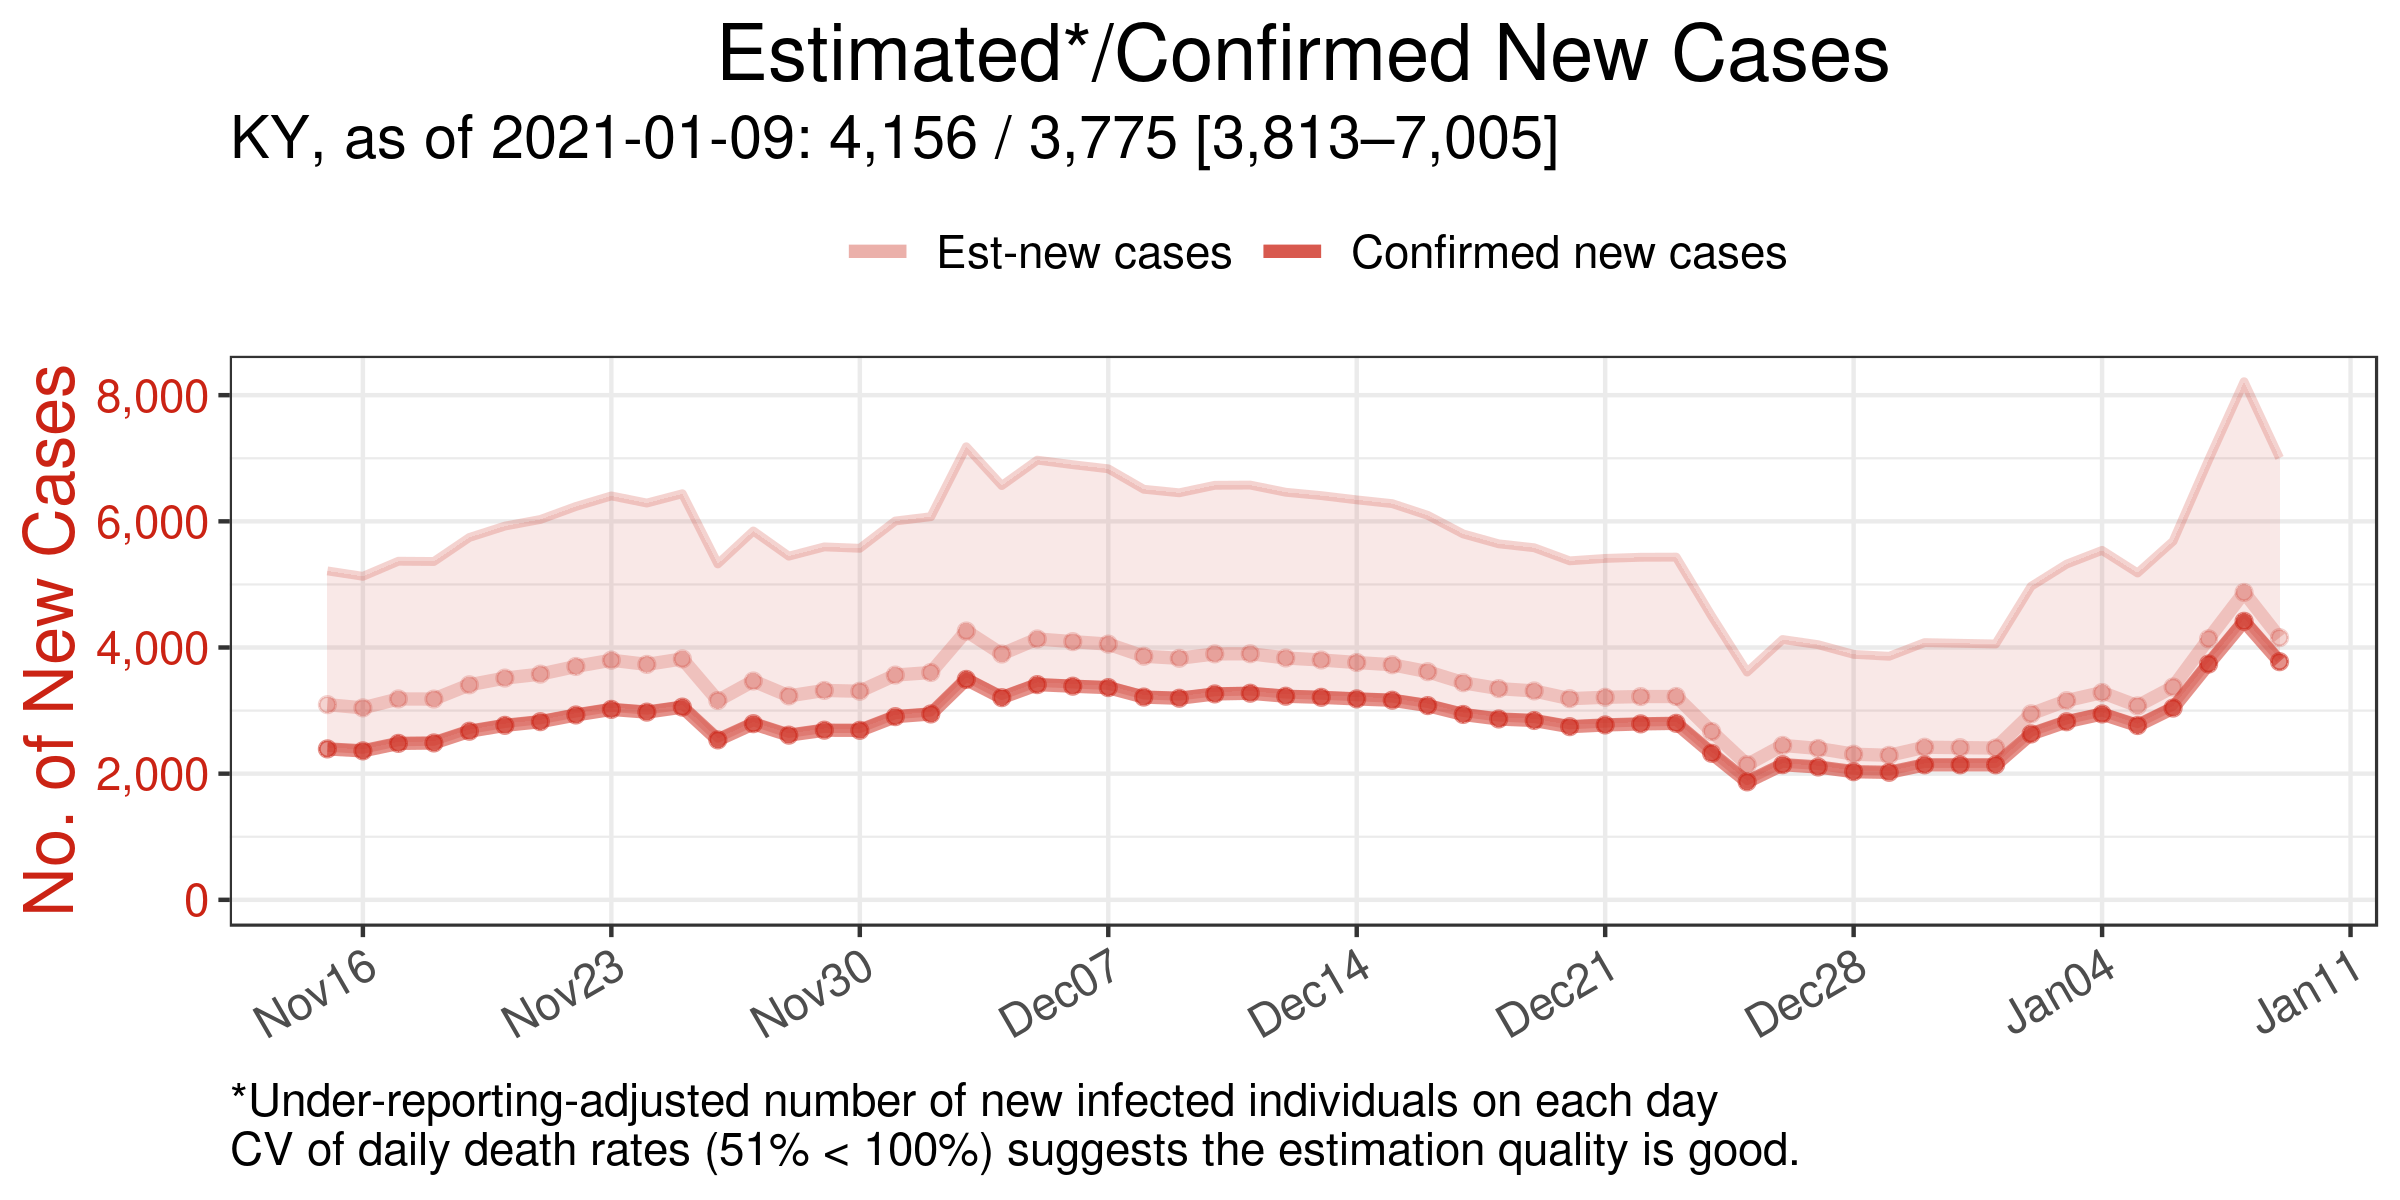 Estimated*/Confirmed New Cases
KY, as of 2021-01-09: 4,156 / 3,775 [3,813–7,005]
Est-new cases
Confirmed new cases
No. of New Cases
8,000
6,000
4,000
2,000
0
Nov16
Nov23
Nov30
Dec07
Dec14
Dec21
Dec28
Jan04
Jan11
*Under-reporting-adjusted number of new infected individuals on each day
CV of daily death rates (51% < 100%) suggests the estimation quality is good.